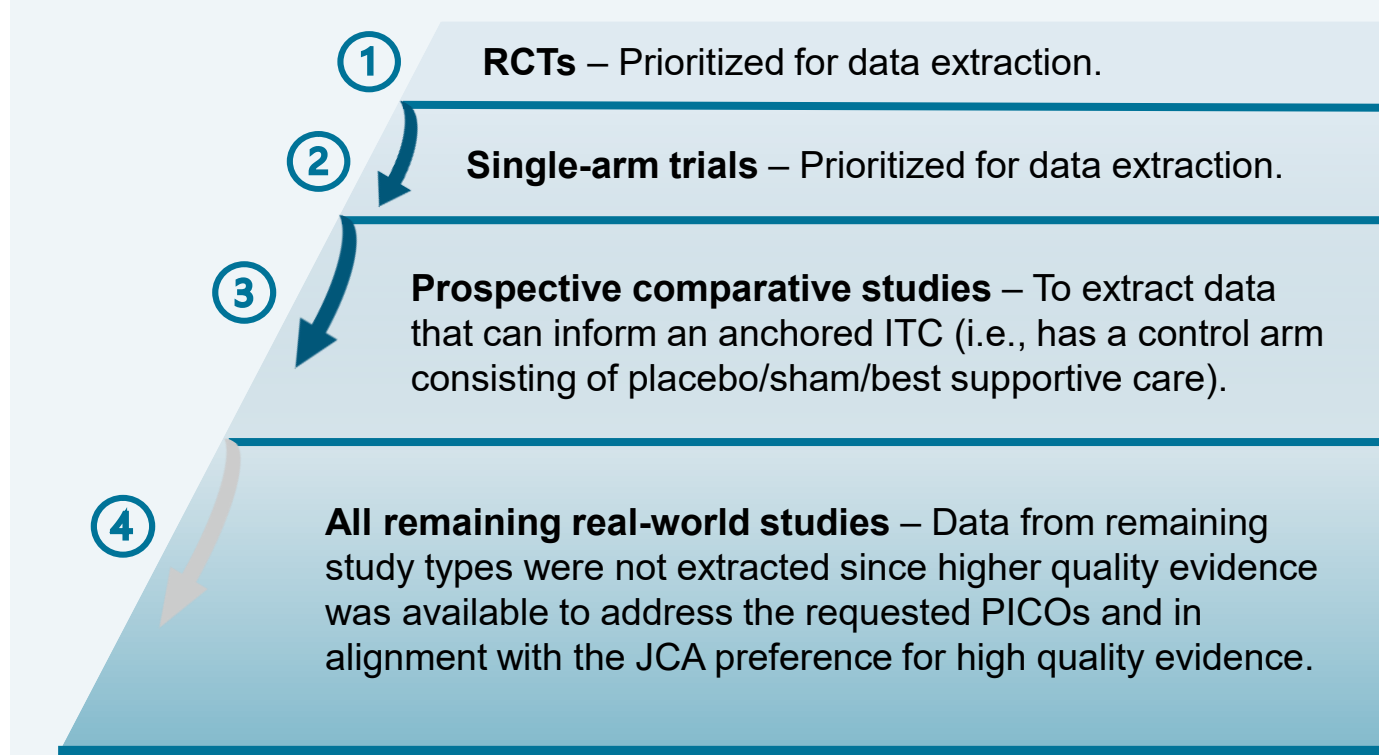 1
RCTs – Prioritized for data extraction.
2
Single-arm trials – Prioritized for data extraction.
3
Prospective comparative studies – To extract data
that can inform an anchored ITC (i.e., has a control arm
consisting of placebo/sham/best supportive care).
4
All remaining real-world studies – Data from remaining
study types were not extracted since higher quality evidence
was available to address the requested PICOs and in
alignment with the JCA preference for high quality evidence.